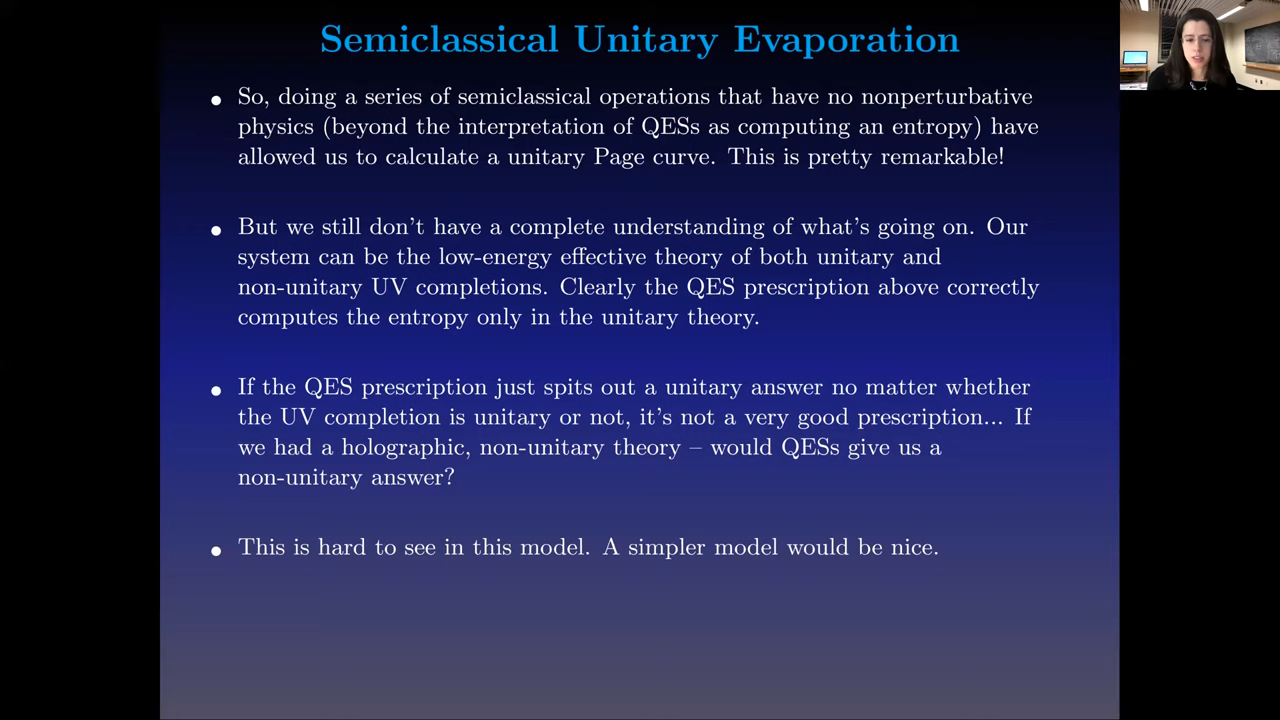 Semiclassical Unitary Evaporation
• So, doing a series of semiclassical operations that have no nonperturbative
physics (beyond the interpretation of QESs as computing an entropy) have
allowed us to calculate a unitary Page curve. This is pretty remarkable!
• But we still don't have a complete understanding of what's going on. Our
system can be the low-energy effective theory of both unitary and
non-unitary UV completions. Clearly the QES prescription above correctly
computes the entropy only in the unitary theory.
• If the QES prescription just spits out a unitary answer no matter whether
the UV completion is unitary or not, it's not a very good prescription... If
we had a holographic, non-unitary theory – would QESs give us a
non-unitary answer?
• This is hard to see in this model. A simpler model would be nice.